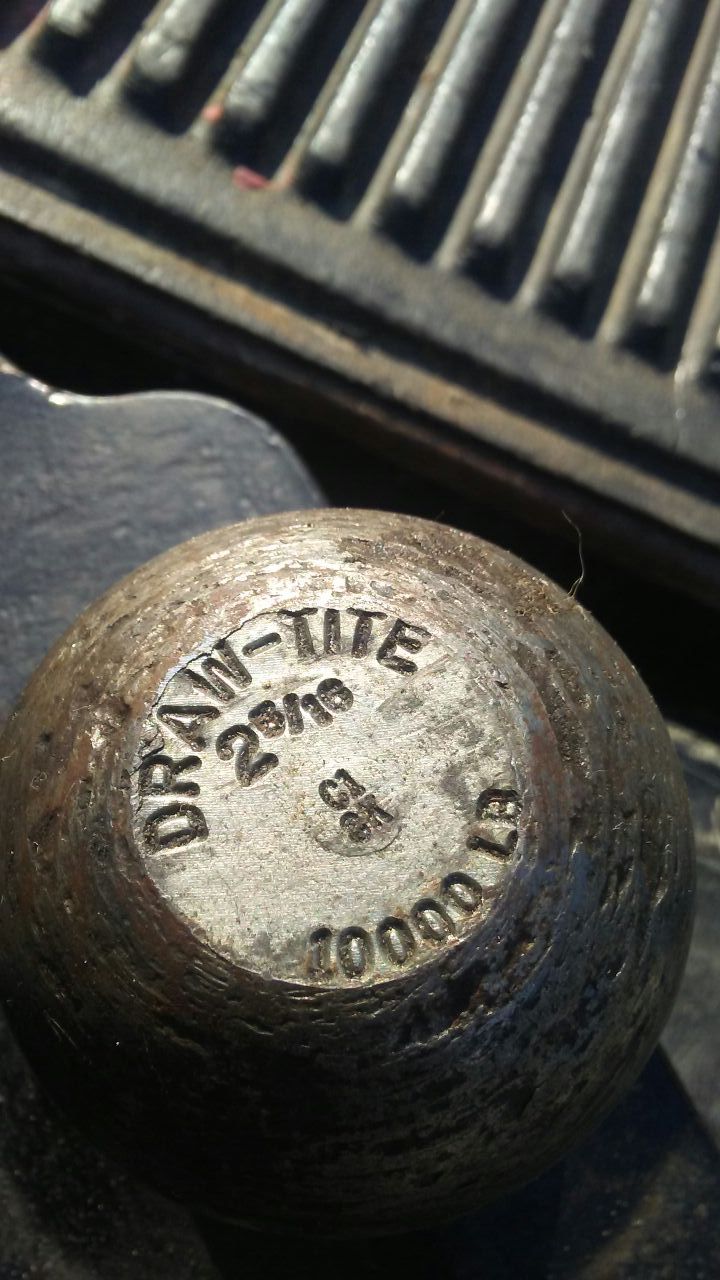 DRAW-TITE
2 5/16
10000 LB